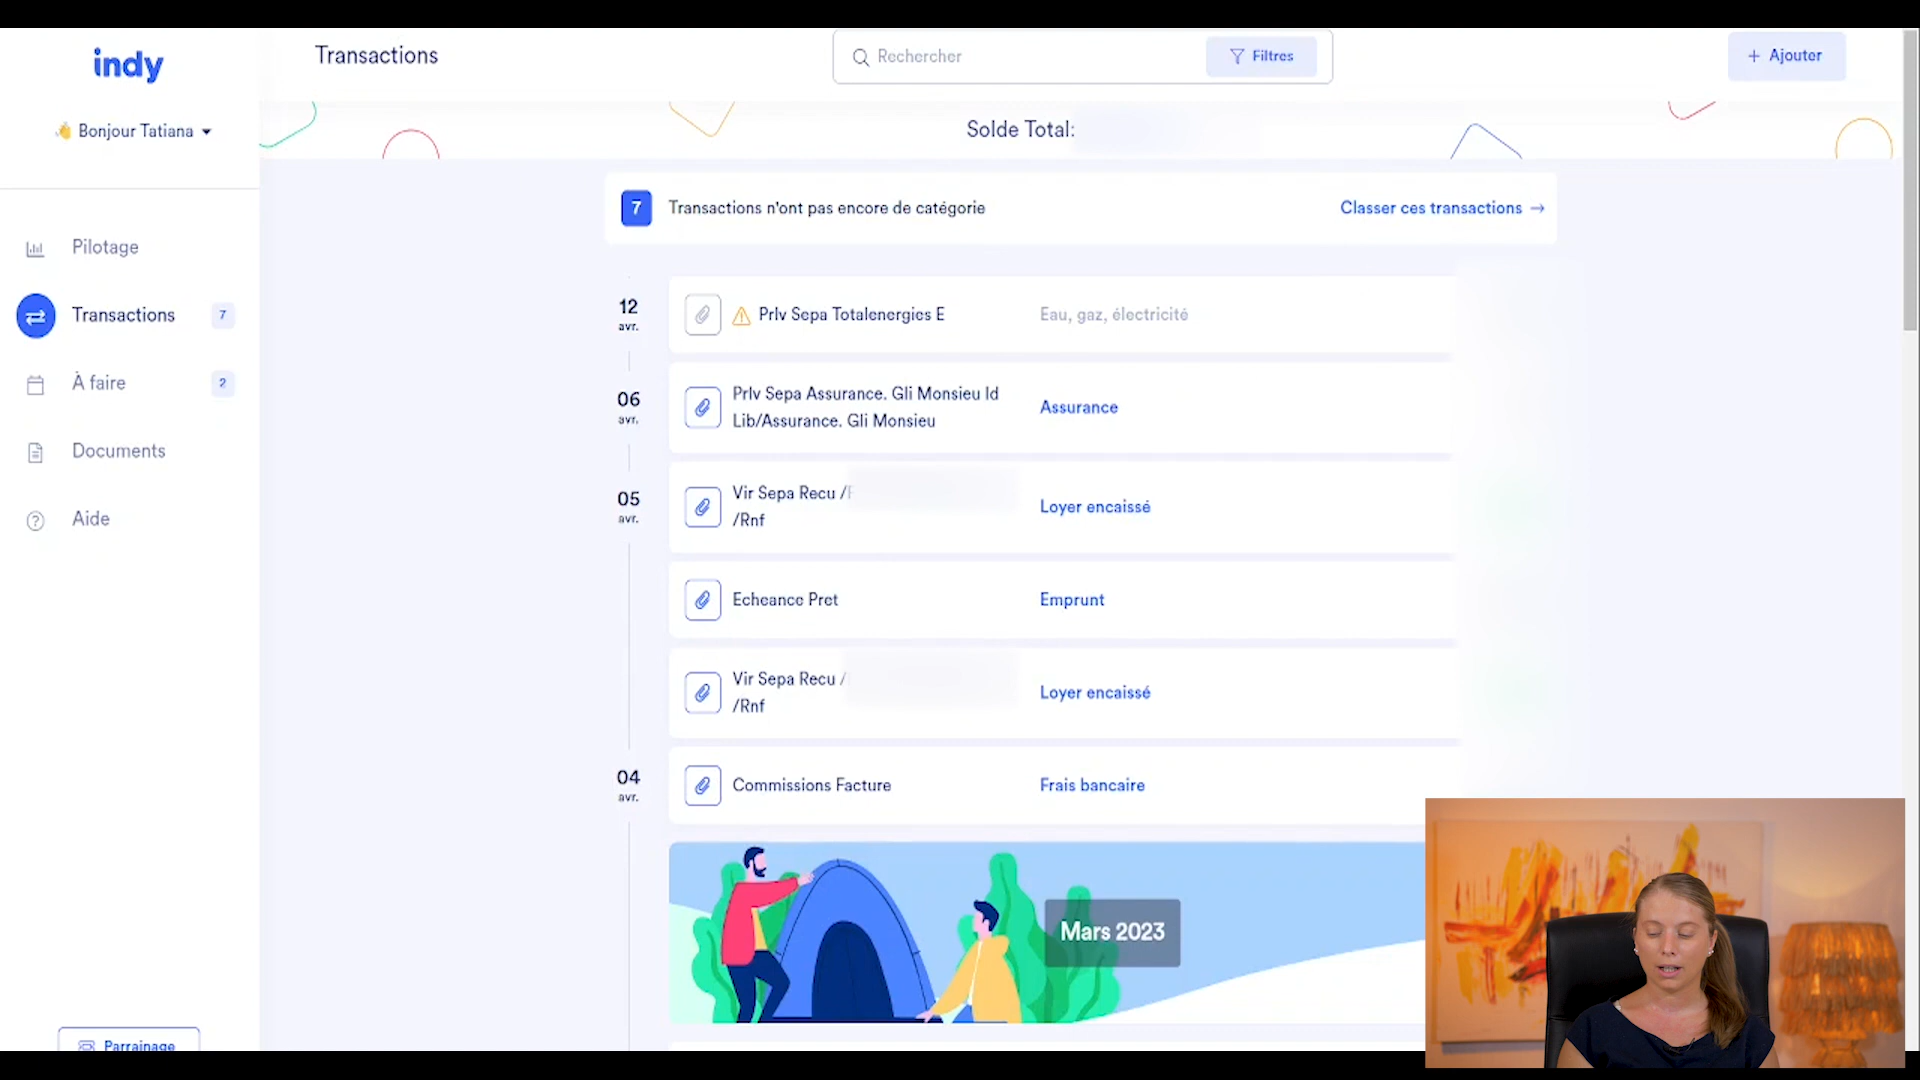 indy
Transactions
Rechercher
Filtres
+ Ajouter
👋 Bonjour Tatiana
Solde Total:
7 Transactions n'ont pas encore de catégorie
Classer ces transactions →
Pilotage
Transactions 7
À faire 2
Documents
Aide
Parrainage
12
avr.
Prlv Sepa Totalenergies E
Eau, gaz, électricité
06
avr.
Prlv Sepa Assurance. Gli Monsieu Id
Lib/Assurance. Gli Monsieu
Assurance
05
avr.
Vir Sepa Recu /
/Rnf
Loyer encaissé
Echeance Pret
Emprunt
Vir Sepa Recu /
/Rnf
Loyer encaissé
04
avr.
Commissions Facture
Frais bancaire
Mars 2023